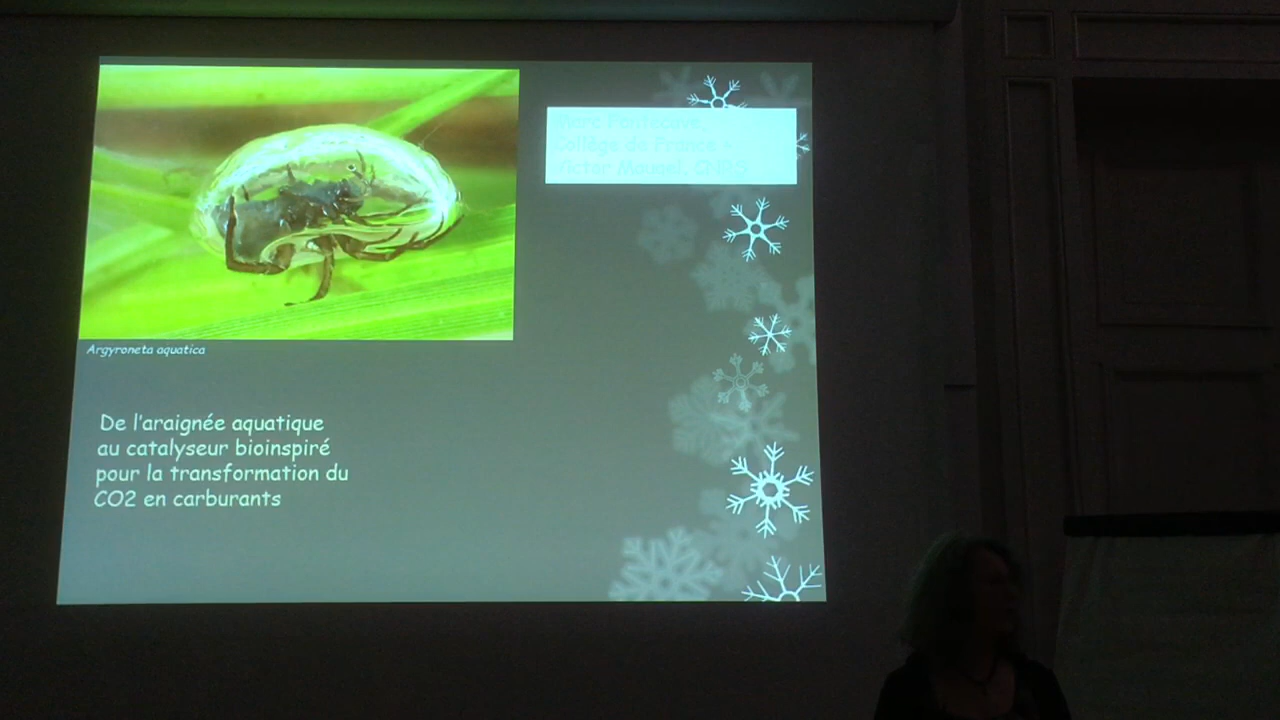 Marc Fontecave,
Collège de France +
Victor Mougel, CNRS
Argyroneta aquatica
De l'araignée aquatique
au catalyseur bioinspiré
pour la transformation du
CO2 en carburants